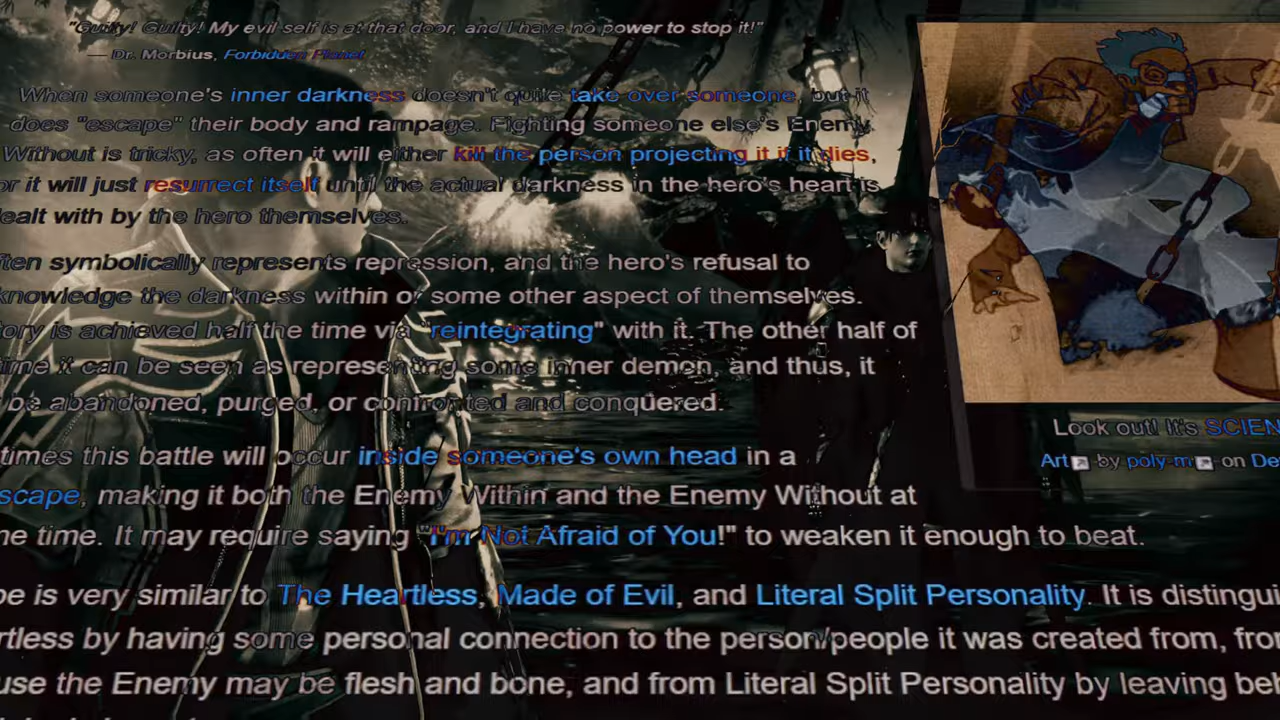 "Guilty! Guilty! My evil self is at that door, and I have no power to stop it!"
— Dr. Morbius, Forbidden Planet
When someone's inner darkness doesn't quite take over someone, but it
does "escape" their body and rampage. Fighting someone else's Enemy
Without is tricky, as often it will either kill the person projecting it if it dies,
or it will just resurrect itself until the actual darkness in the hero's heart is
dealt with by the hero themselves.
ften symbolically represents repression, and the hero's refusal to
knowledge the darkness within or some other aspect of themselves.
tory is achieved half the time via "reintegrating" with it. The other half of
time it can be seen as representing some inner demon, and thus, it
be abandoned, purged, or confronted and conquered.
times this battle will occur inside someone's own head in a
scape, making it both the Enemy Within and the Enemy Without at
me time. It may require saying "I'm Not Afraid of You!" to weaken it enough to beat.
pe is very similar to The Heartless, Made of Evil, and Literal Split Personality. It is distingui
rtless by having some personal connection to the person/people it was created from, fro
use the Enemy may be flesh and bone, and from Literal Split Personality by leaving beh
Look out! It's SCIEN
Art by poly-m on De